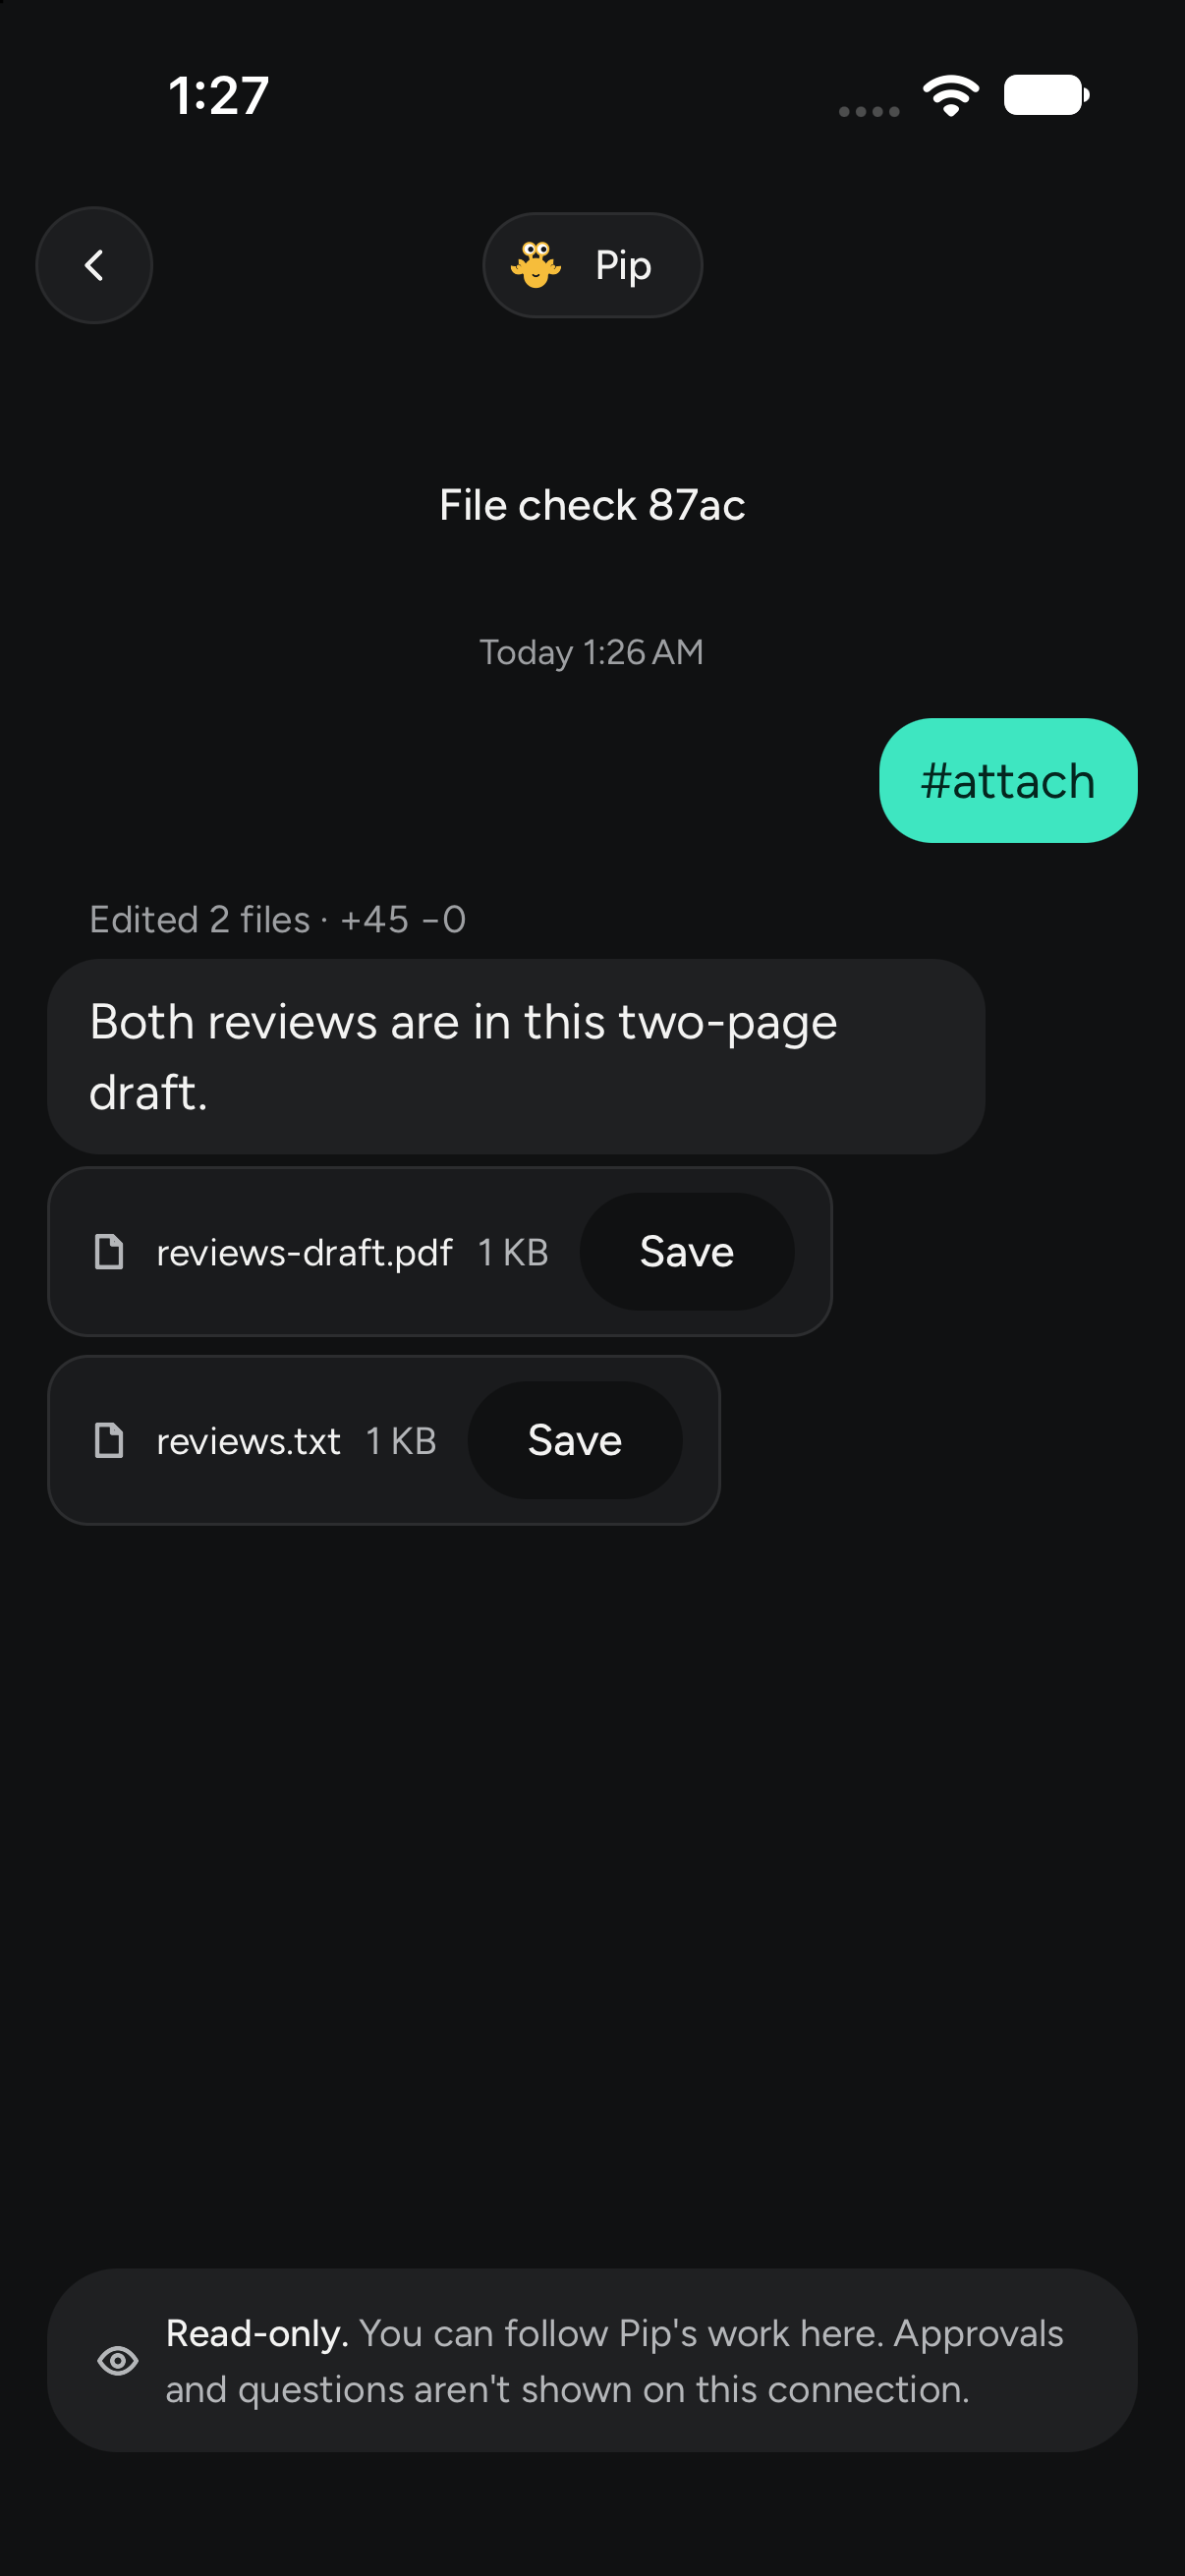 1:27
Pip
File check 87ac
Today 1:26 AM
#attach
Edited 2 files · +45 −0
Both reviews are in this two-page
draft.
reviews-draft.pdf 1 KB Save
reviews.txt 1 KB Save
Read-only. You can follow Pip's work here. Approvals
and questions aren't shown on this connection.